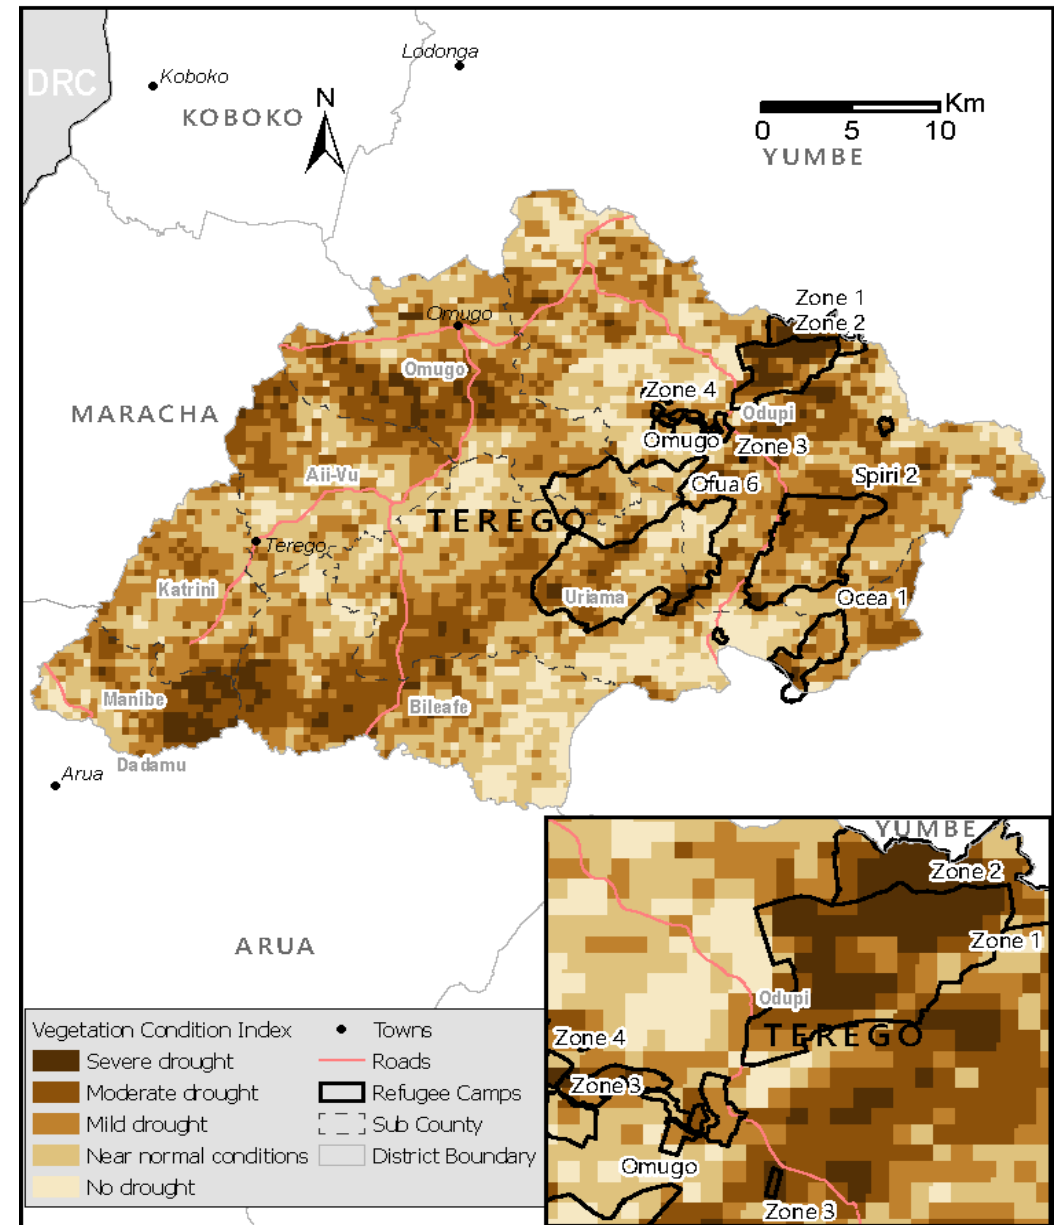 Lodonga
DRC
Koboko
KOBOKO
N
Km
0 5 10
YUMBE
Zone 1
Zone 2
Omugo
Omugo
Zone 4
MARACHA
Odupi
Omugo
Zone 3
Aii-Vu
Ofua 6
Spiri 2
TEREGO
Terego
Katrini
Uriama
Ocea 1
Manibe
Bileafe
Dadamu
Arua
ARUA
YUMBE
Zone 2
Zone 1
Odupi
TEREGO
Zone 4
Zone 3
Omugo
Zone 3
Vegetation Condition Index
Severe drought
Moderate drought
Mild drought
Near normal conditions
No drought
Towns
Roads
Refugee Camps
Sub County
District Boundary